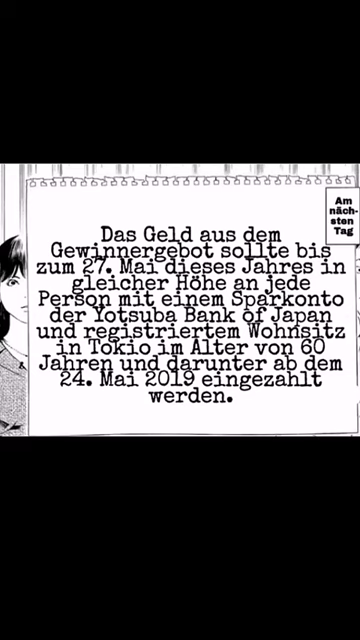 Am
näch-
sten
Tag
Das Geld aus dem
Gewinnergebot sollte bis
zum 27. Mai dieses Jahres in
gleicher Höhe an jede
Person mit einem Sparkonto
der Yotsuba Bank of Japan
und registriertem Wohnsitz
in Tokio im Alter von 60
Jahren und darunter ab dem
24. Mai 2019 eingezahlt
werden.